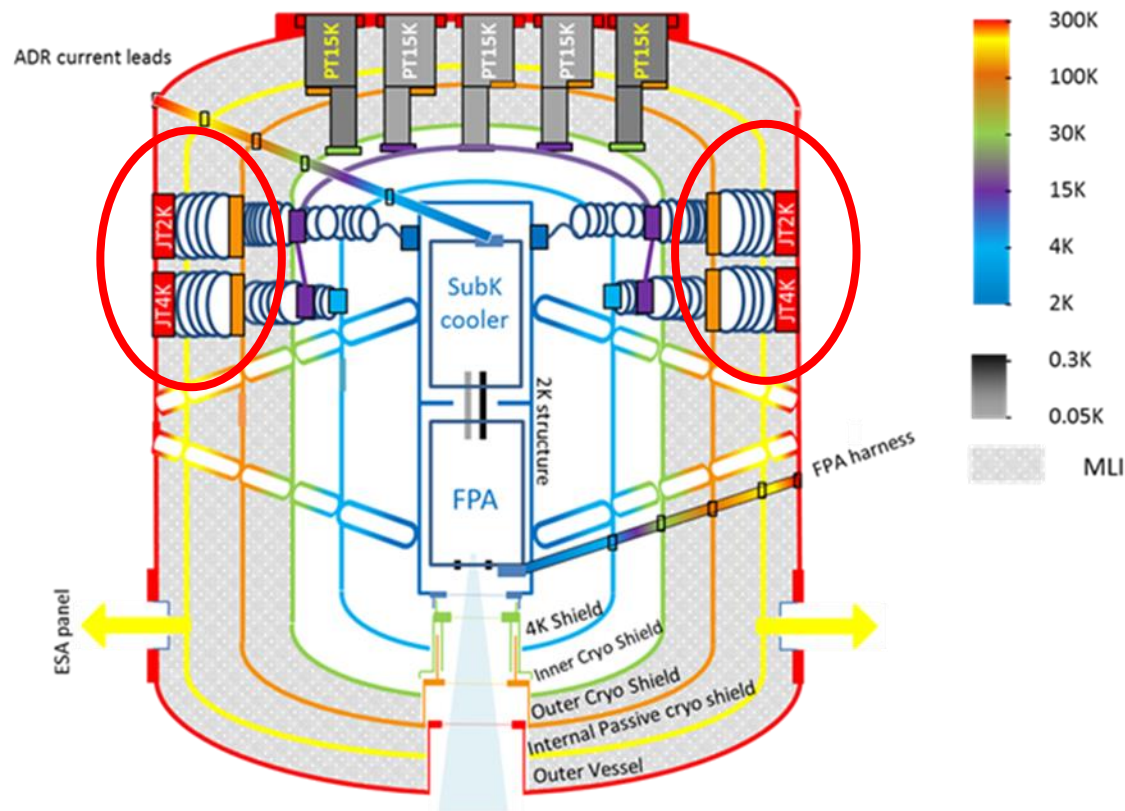 ADR current leads
PT15K
PT15K
PT15K
PT15K
PT15K
300K
100K
30K
15K
4K
2K
0.3K
0.05K
MLI
JT2K
JT4K
JT2K
JT4K
SubK
cooler
2K structure
FPA
FPA harness
ESA panel
4K Shield
Inner Cryo Shield
Outer Cryo Shield
Internal Passive cryo shield
Outer Vessel